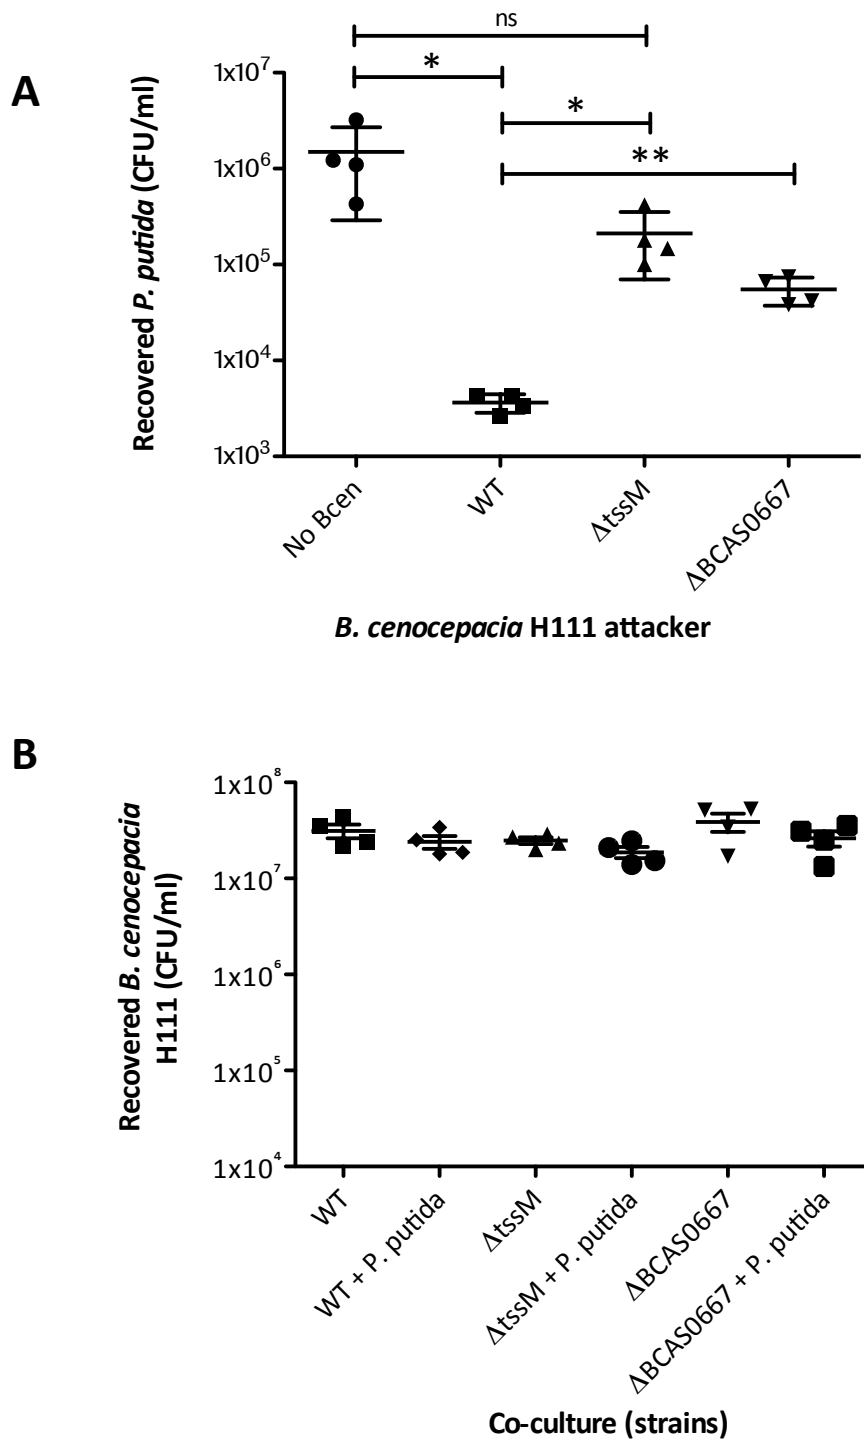 A
ns
*
*
**
Recovered P. putida (CFU/ml)
1x10⁷
1x10⁶
1x10⁵
1x10⁴
1x10³
No Bcen
WT
ΔtssM
ΔBCAS0667
B. cenocepacia H111 attacker
B
Recovered B. cenocepacia
H111 (CFU/ml)
1x10⁸
1x10⁷
1x10⁶
1x10⁵
1x10⁴
WT
WT + P. putida
ΔtssM
ΔtssM + P. putida
ΔBCAS0667
ΔBCAS0667 + P. putida
Co-culture (strains)